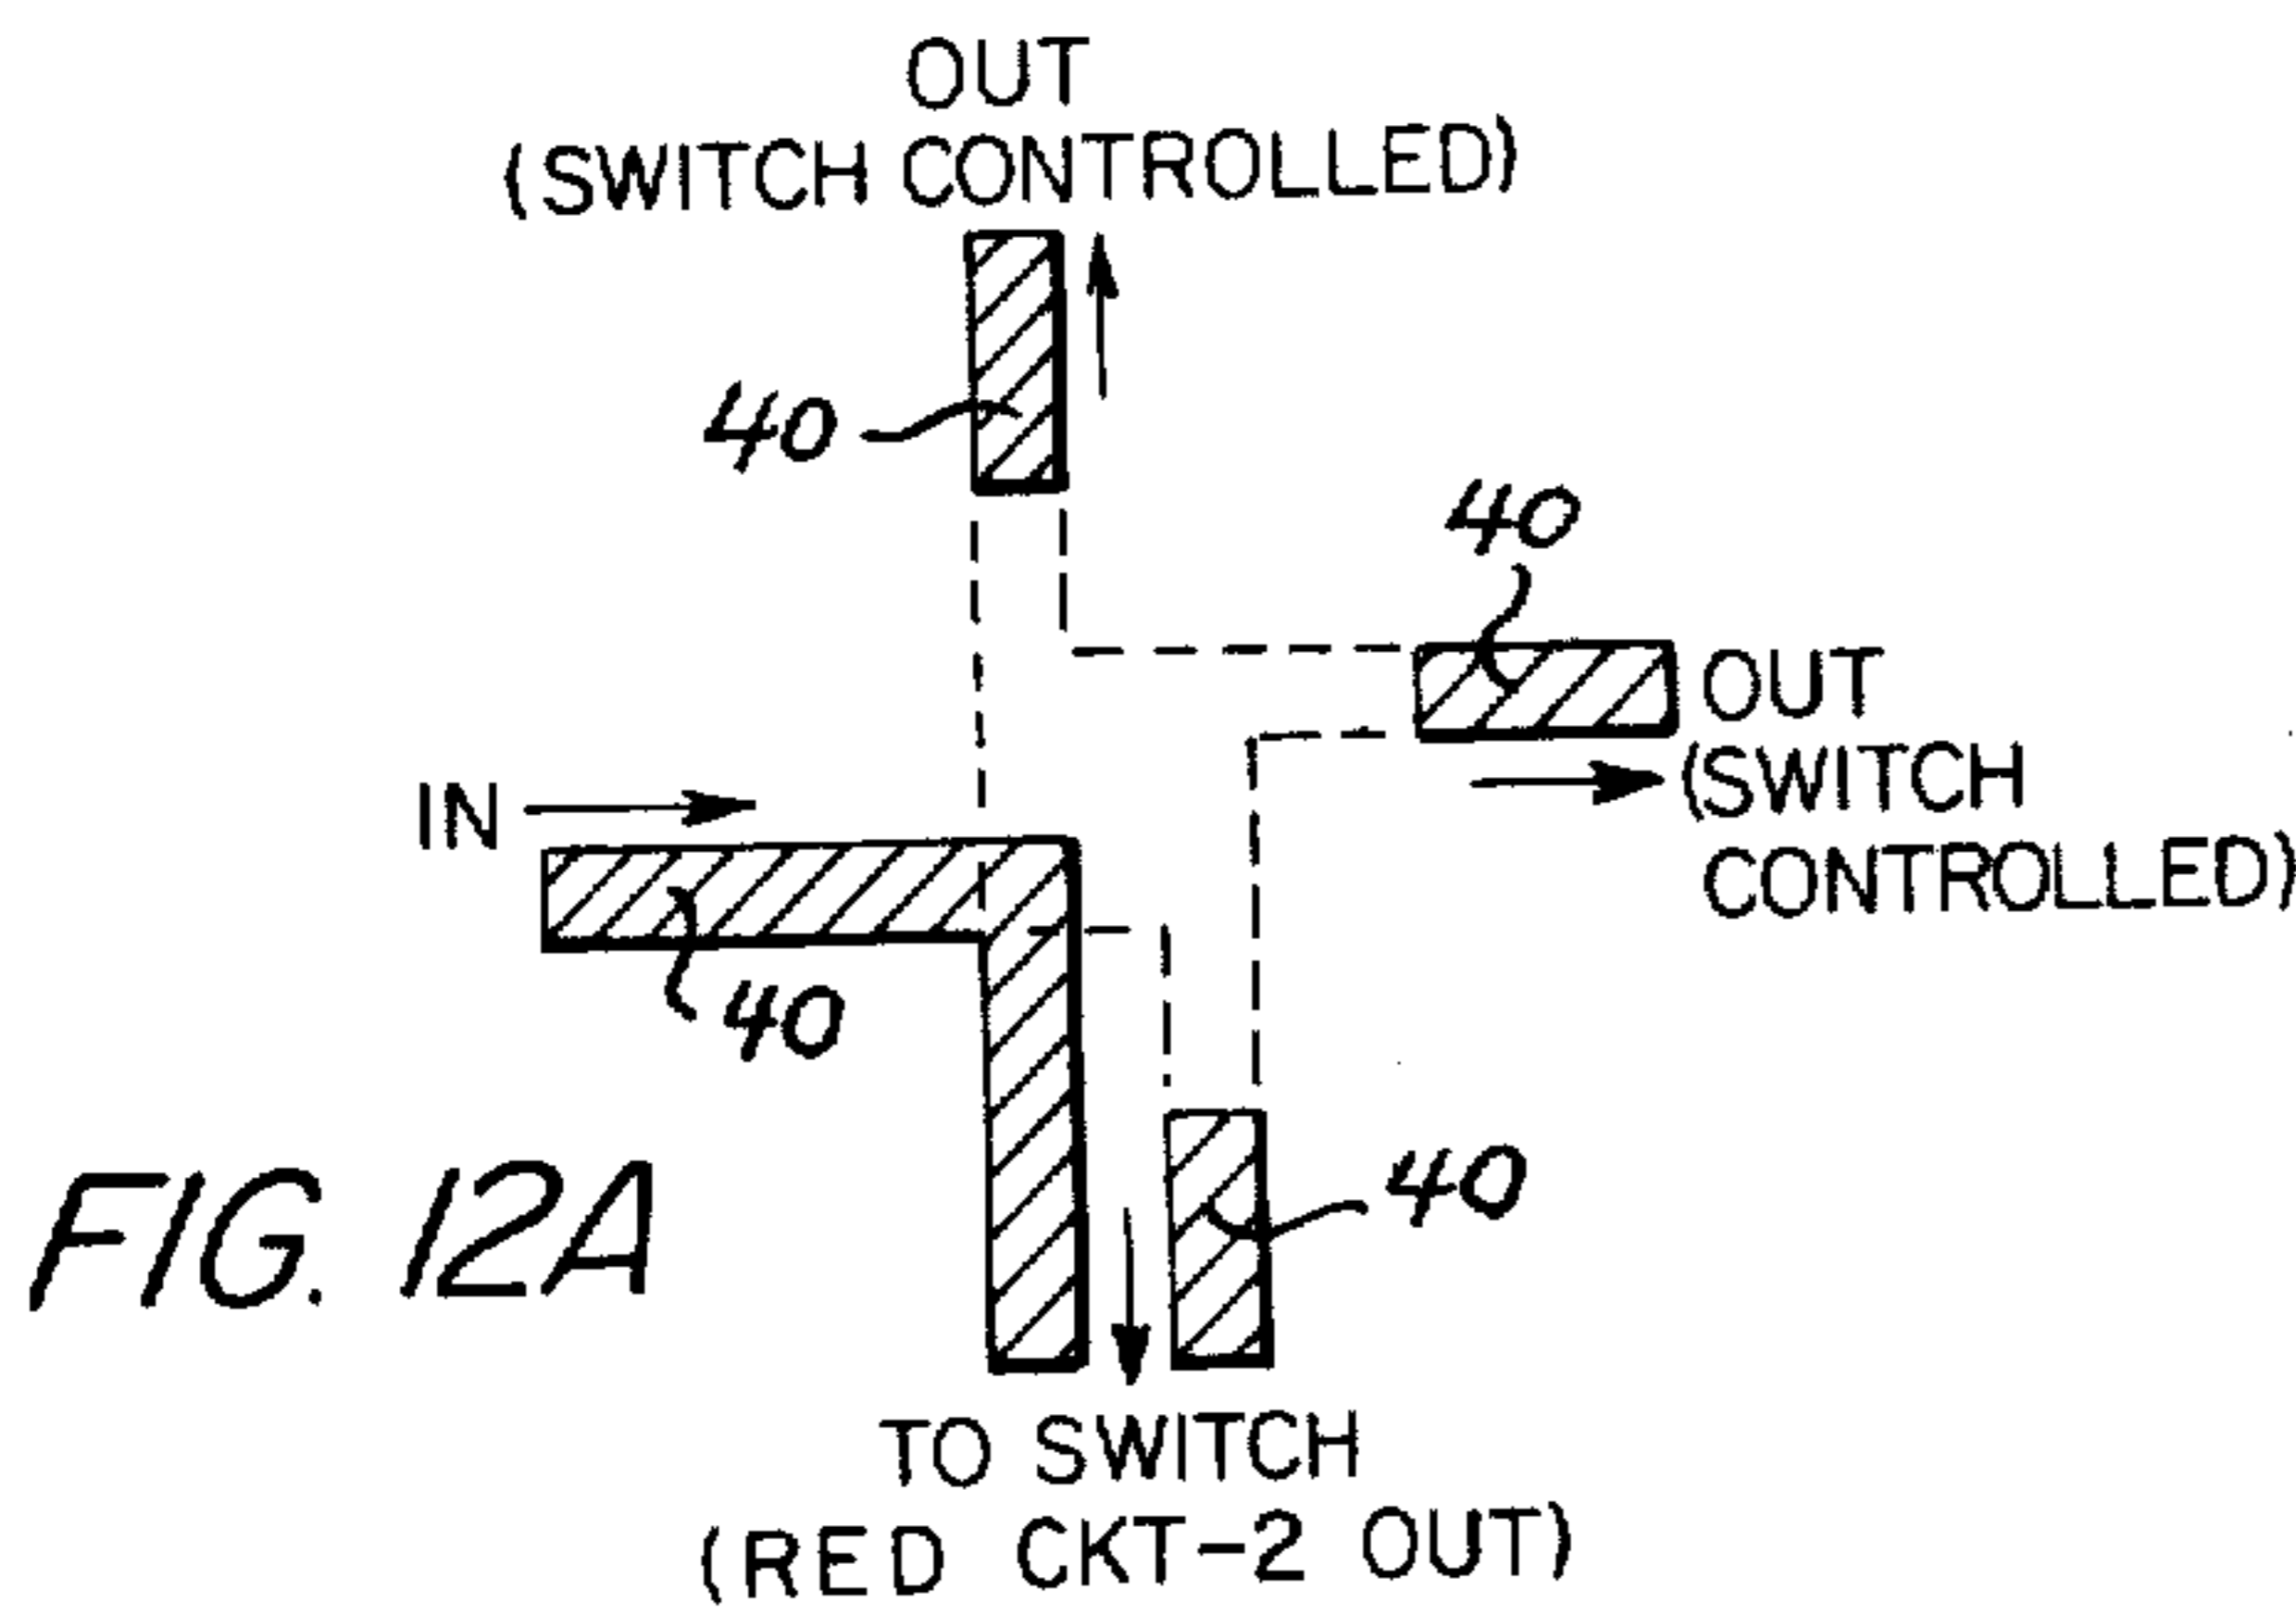 OUT
(SWITCH CONTROLLED)
40
40
OUT
(SWITCH
CONTROLLED)
IN
40
40
FIG. 12A
TO SWITCH
(RED CKT-2 OUT)